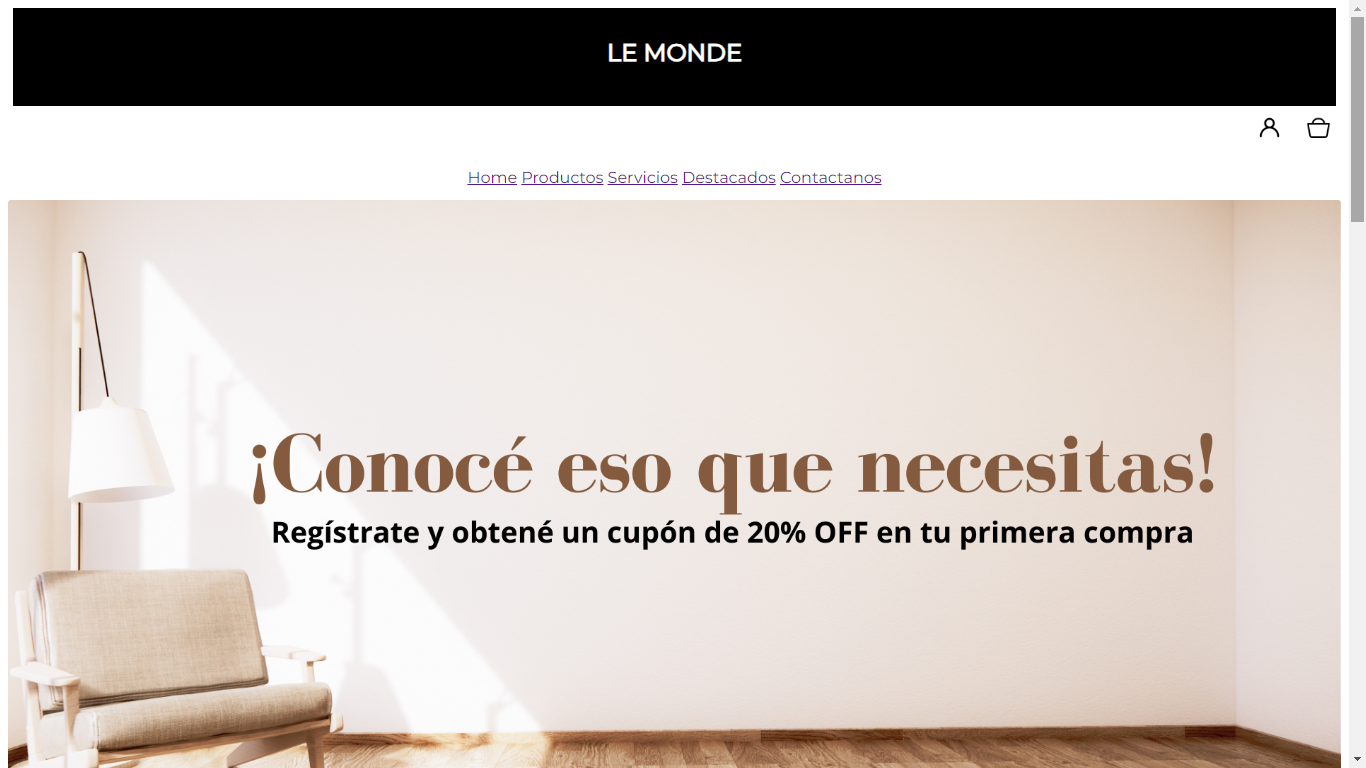 LE MONDE
Home Productos Servicios Destacados Contactanos
¡Conocé eso que necesitas!
Regístrate y obtené un cupón de 20% OFF en tu primera compra